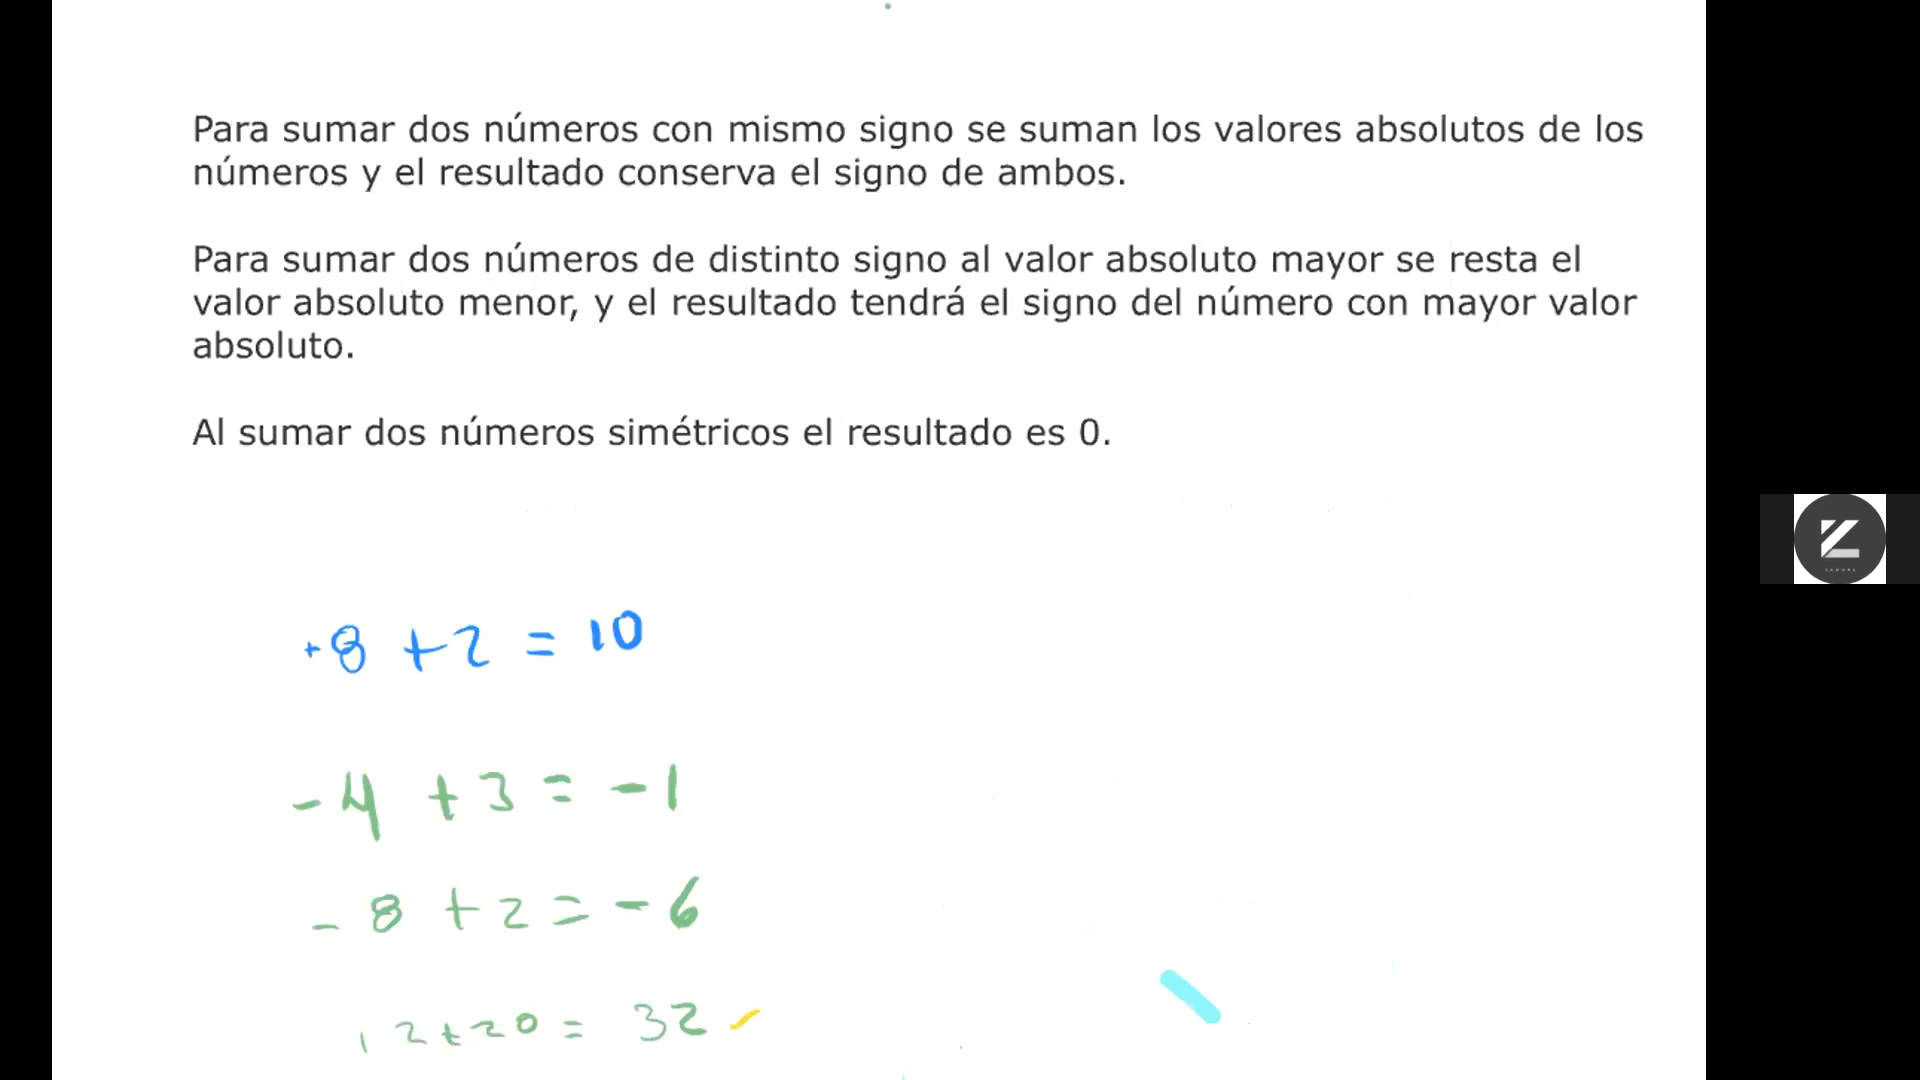 Para sumar dos números con mismo signo se suman los valores absolutos de los
números y el resultado conserva el signo de ambos.
Para sumar dos números de distinto signo al valor absoluto mayor se resta el
valor absoluto menor, y el resultado tendrá el signo del número con mayor valor
absoluto.
Al sumar dos números simétricos el resultado es 0.
+8 +2 = 10
-4 +3 = -1
-8 +2 = -6
12+20 = 32